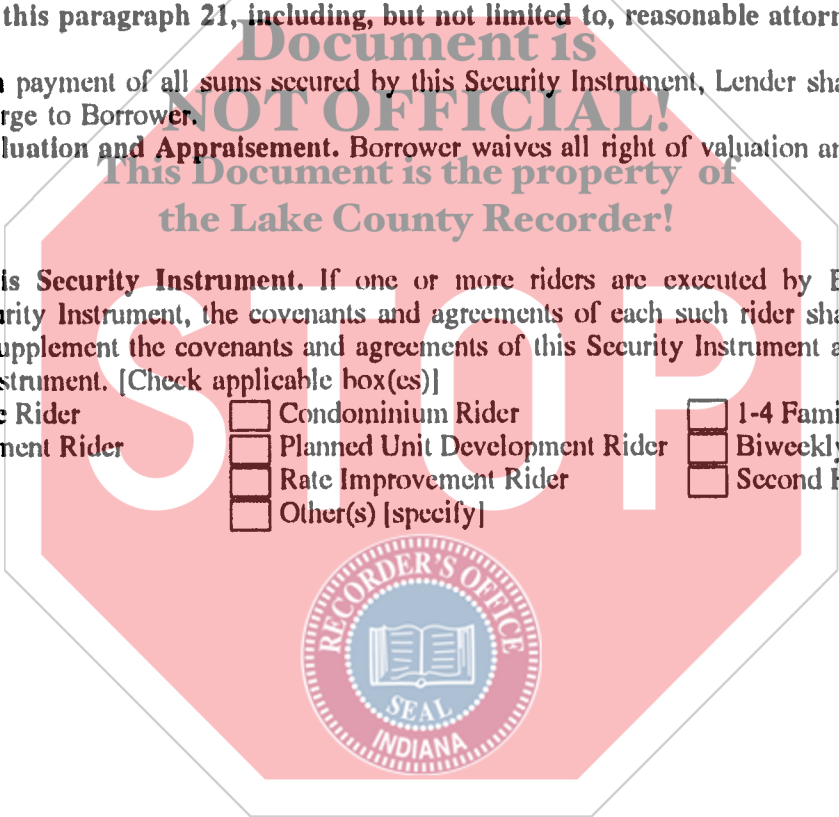 this paragraph 21, including, but not limited to, reasonable attorn
Document is
payment of all sums secured by this Security Instrument, Lender sha
NOT OFFICIAL!
rge to Borrower.
luation and Appraisement. Borrower waives all right of valuation an
This Document is the property of
the Lake County Recorder!
is Security Instrument. If one or more riders are executed by B
urity Instrument, the covenants and agreements of each such rider sha
upplement the covenants and agreements of this Security Instrument a
strument. [Check applicable box(es)]
STOP
e Rider Condominium Rider 1-4 Fami
ment Rider Planned Unit Development Rider Biweekly
Rate Improvement Rider Second H
Other(s) [specify]
RECORDER'S OFFICE
SEAL
INDIANA